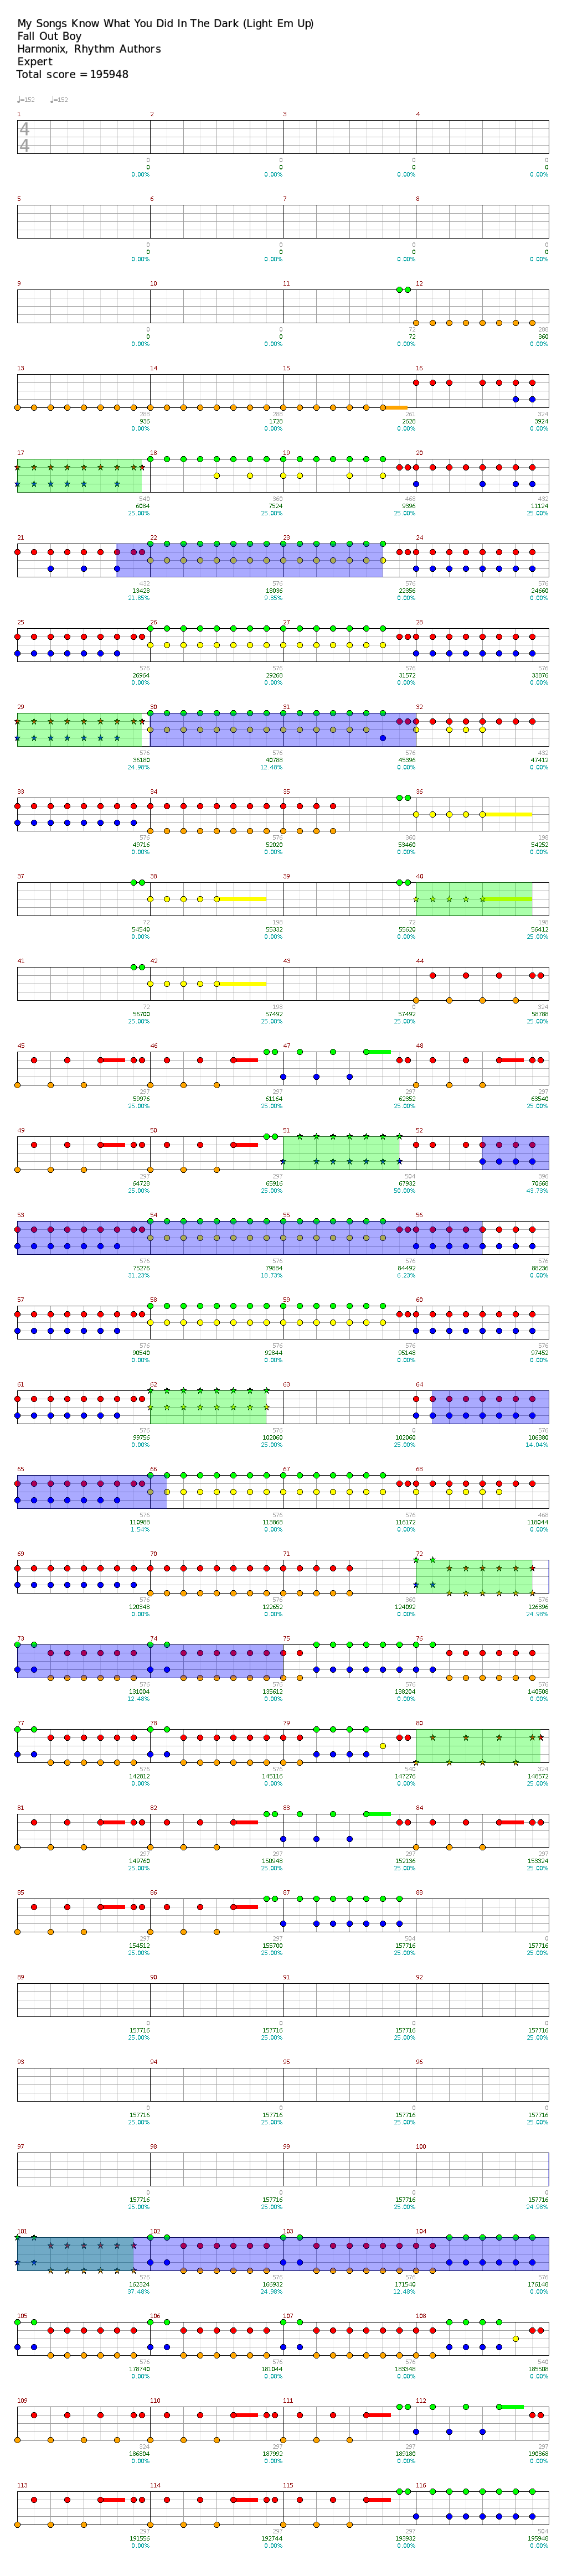 My Songs Know What You Did In The Dark (Light Em Up)
Fall Out Boy
Harmonix, Rhythm Authors
Expert
Total score = 195948
♩=152 ♩=152
1 2 3 4
4
4
0 0 0 0
0 0 0 0
0.00% 0.00% 0.00% 0.00%
5 6 7 8
0 0 0 0
0 0 0 0
0.00% 0.00% 0.00% 0.00%
9 10 11 12
0 0 72 288
0 0 72 360
0.00% 0.00% 0.00% 0.00%
13 14 15 16
288 288 261 324
936 1728 2628 3924
0.00% 0.00% 0.00% 0.00%
17 18 19 20
540 360 468 432
6084 7524 9396 11124
25.00% 25.00% 25.00% 25.00%
21 22 23 24
432 576 576 576
13428 18036 22356 24660
21.85% 9.35% 0.00% 0.00%
25 26 27 28
576 576 576 576
26964 29268 31572 33876
0.00% 0.00% 0.00% 0.00%
29 30 31 32
576 576 576 432
36180 40788 45396 47412
24.98% 12.48% 0.00% 0.00%
33 34 35 36
576 576 360 198
49716 52020 53460 54252
0.00% 0.00% 0.00% 0.00%
37 38 39 40
72 198 72 198
54540 55332 55620 56412
0.00% 0.00% 0.00% 25.00%
41 42 43 44
72 198 0 324
56700 57492 57492 58788
25.00% 25.00% 25.00% 25.00%
45 46 47 48
297 297 297 297
59976 61164 62352 63540
25.00% 25.00% 25.00% 25.00%
49 50 51 52
297 297 504 396
64728 65916 67932 70668
25.00% 25.00% 50.00% 43.73%
53 54 55 56
576 576 576 576
75276 79884 84492 88236
31.23% 18.73% 6.23% 0.00%
57 58 59 60
576 576 576 576
90540 92844 95148 97452
0.00% 0.00% 0.00% 0.00%
61 62 63 64
576 576 0 576
99756 102060 102060 106380
0.00% 25.00% 25.00% 14.04%
65 66 67 68
576 576 576 468
110988 113868 116172 118044
1.54% 0.00% 0.00% 0.00%
69 70 71 72
576 576 360 576
120348 122652 124092 126396
0.00% 0.00% 0.00% 24.98%
73 74 75 76
576 576 576 576
131004 135612 138204 140508
12.48% 0.00% 0.00% 0.00%
77 78 79 80
576 576 540 324
142812 145116 147276 148572
0.00% 0.00% 0.00% 25.00%
81 82 83 84
297 297 297 297
149760 150948 152136 153324
25.00% 25.00% 25.00% 25.00%
85 86 87 88
297 297 504 0
154512 155700 157716 157716
25.00% 25.00% 25.00% 25.00%
89 90 91 92
0 0 0 0
157716 157716 157716 157716
25.00% 25.00% 25.00% 25.00%
93 94 95 96
0 0 0 0
157716 157716 157716 157716
25.00% 25.00% 25.00% 25.00%
97 98 99 100
0 0 0 0
157716 157716 157716 157716
25.00% 25.00% 25.00% 24.98%
101 102 103 104
576 576 576 576
162324 166932 171540 176148
37.48% 24.98% 12.48% 0.00%
105 106 107 108
576 576 576 540
178740 181044 183348 185508
0.00% 0.00% 0.00% 0.00%
109 110 111 112
324 297 297 297
186804 187992 189180 190368
0.00% 0.00% 0.00% 0.00%
113 114 115 116
297 297 297 504
191556 192744 193932 195948
0.00% 0.00% 0.00% 0.00%